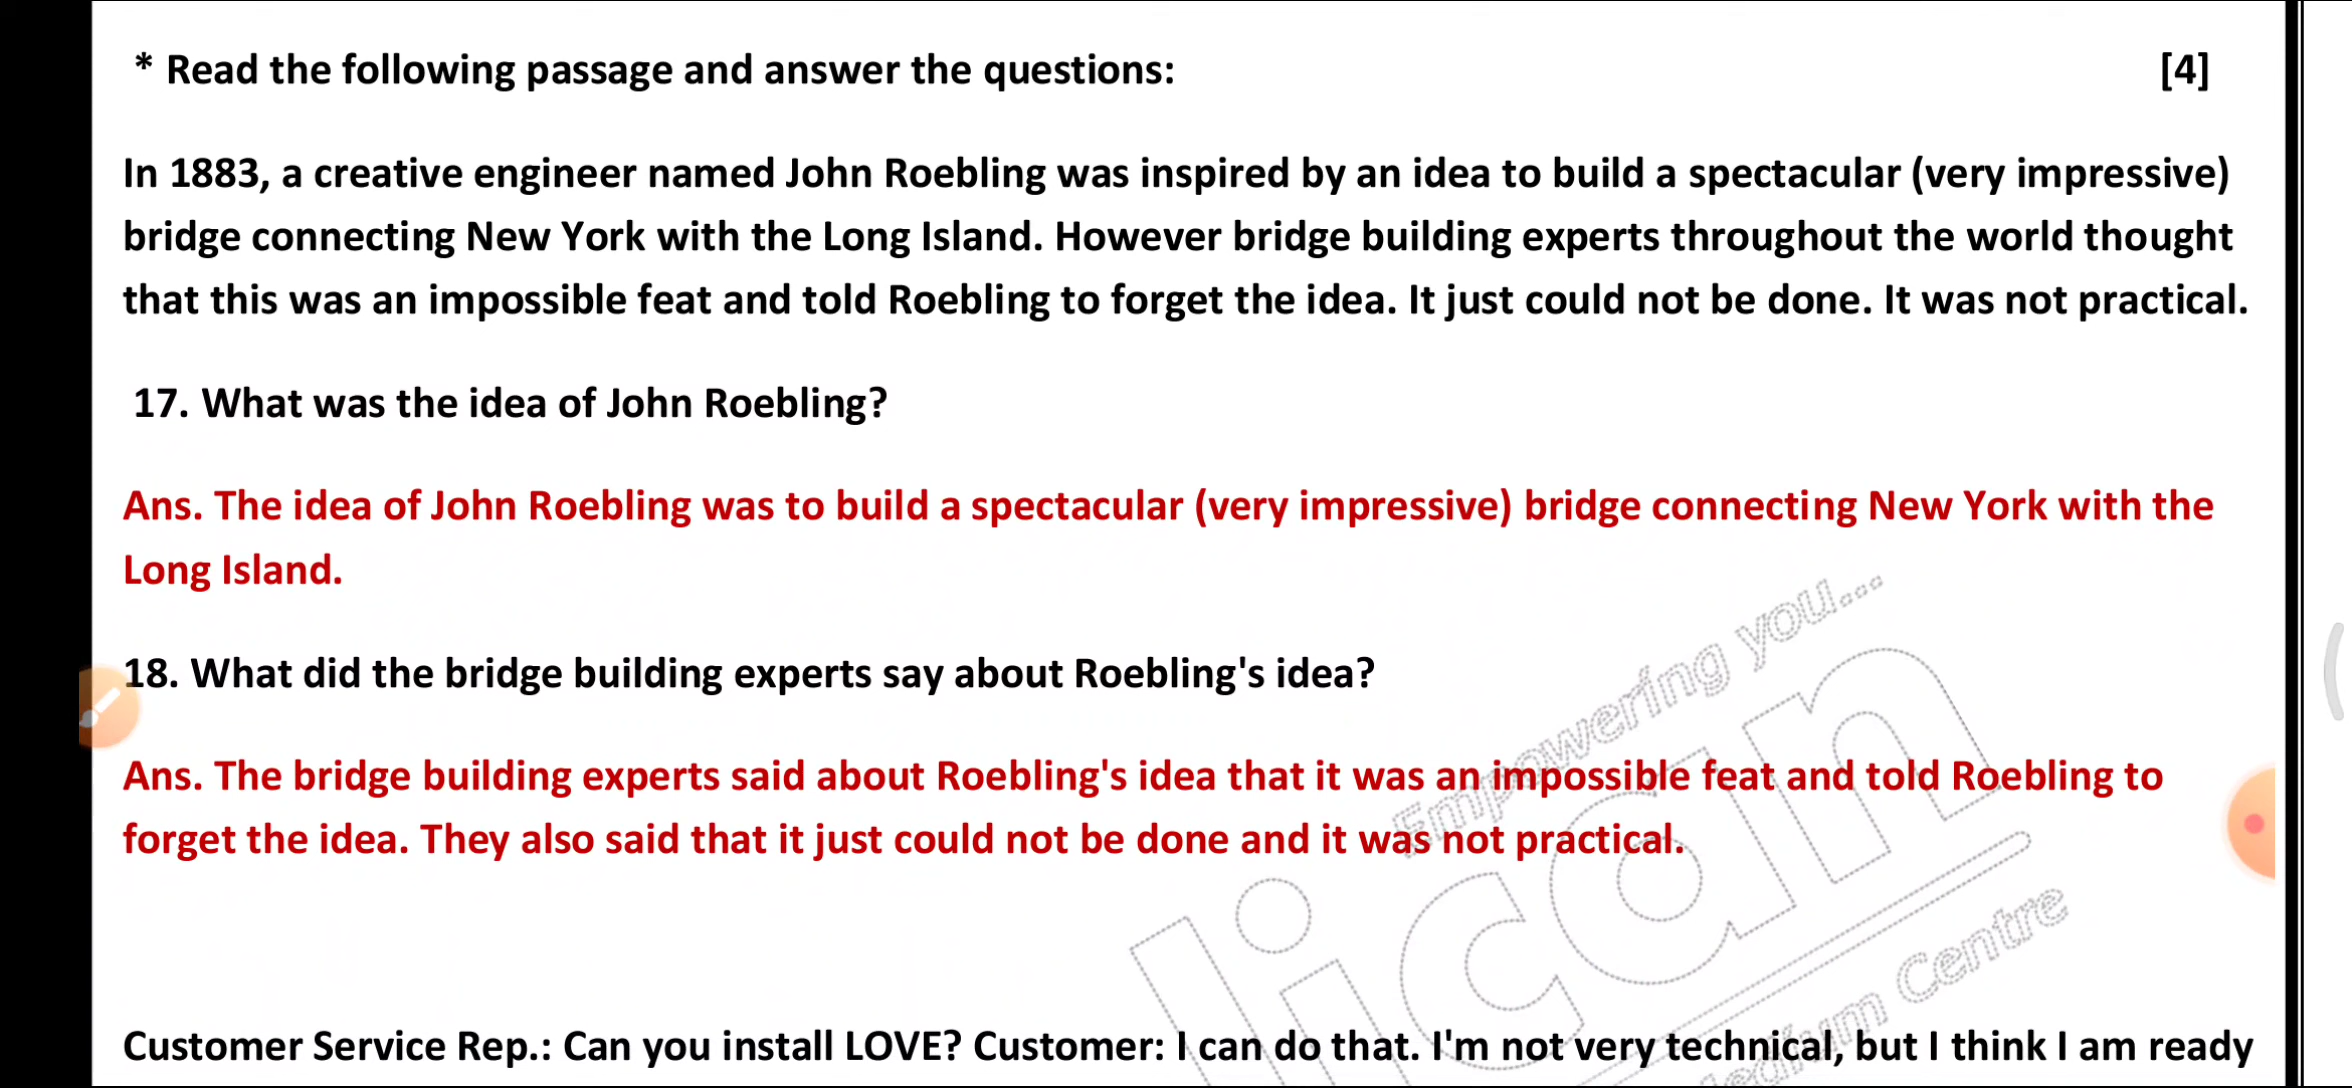 * Read the following passage and answer the questions: [4]
In 1883, a creative engineer named John Roebling was inspired by an idea to build a spectacular (very impressive)
bridge connecting New York with the Long Island. However bridge building experts throughout the world thought
that this was an impossible feat and told Roebling to forget the idea. It just could not be done. It was not practical.
17. What was the idea of John Roebling?
Ans. The idea of John Roebling was to build a spectacular (very impressive) bridge connecting New York with the
Long Island.
18. What did the bridge building experts say about Roebling's idea?
Ans. The bridge building experts said about Roebling's idea that it was an impossible feat and told Roebling to
forget the idea. They also said that it just could not be done and it was not practical.
Empowering you...
ican
Centre
Customer Service Rep.: Can you install LOVE? Customer: I can do that. I'm not very technical, but I think I am ready